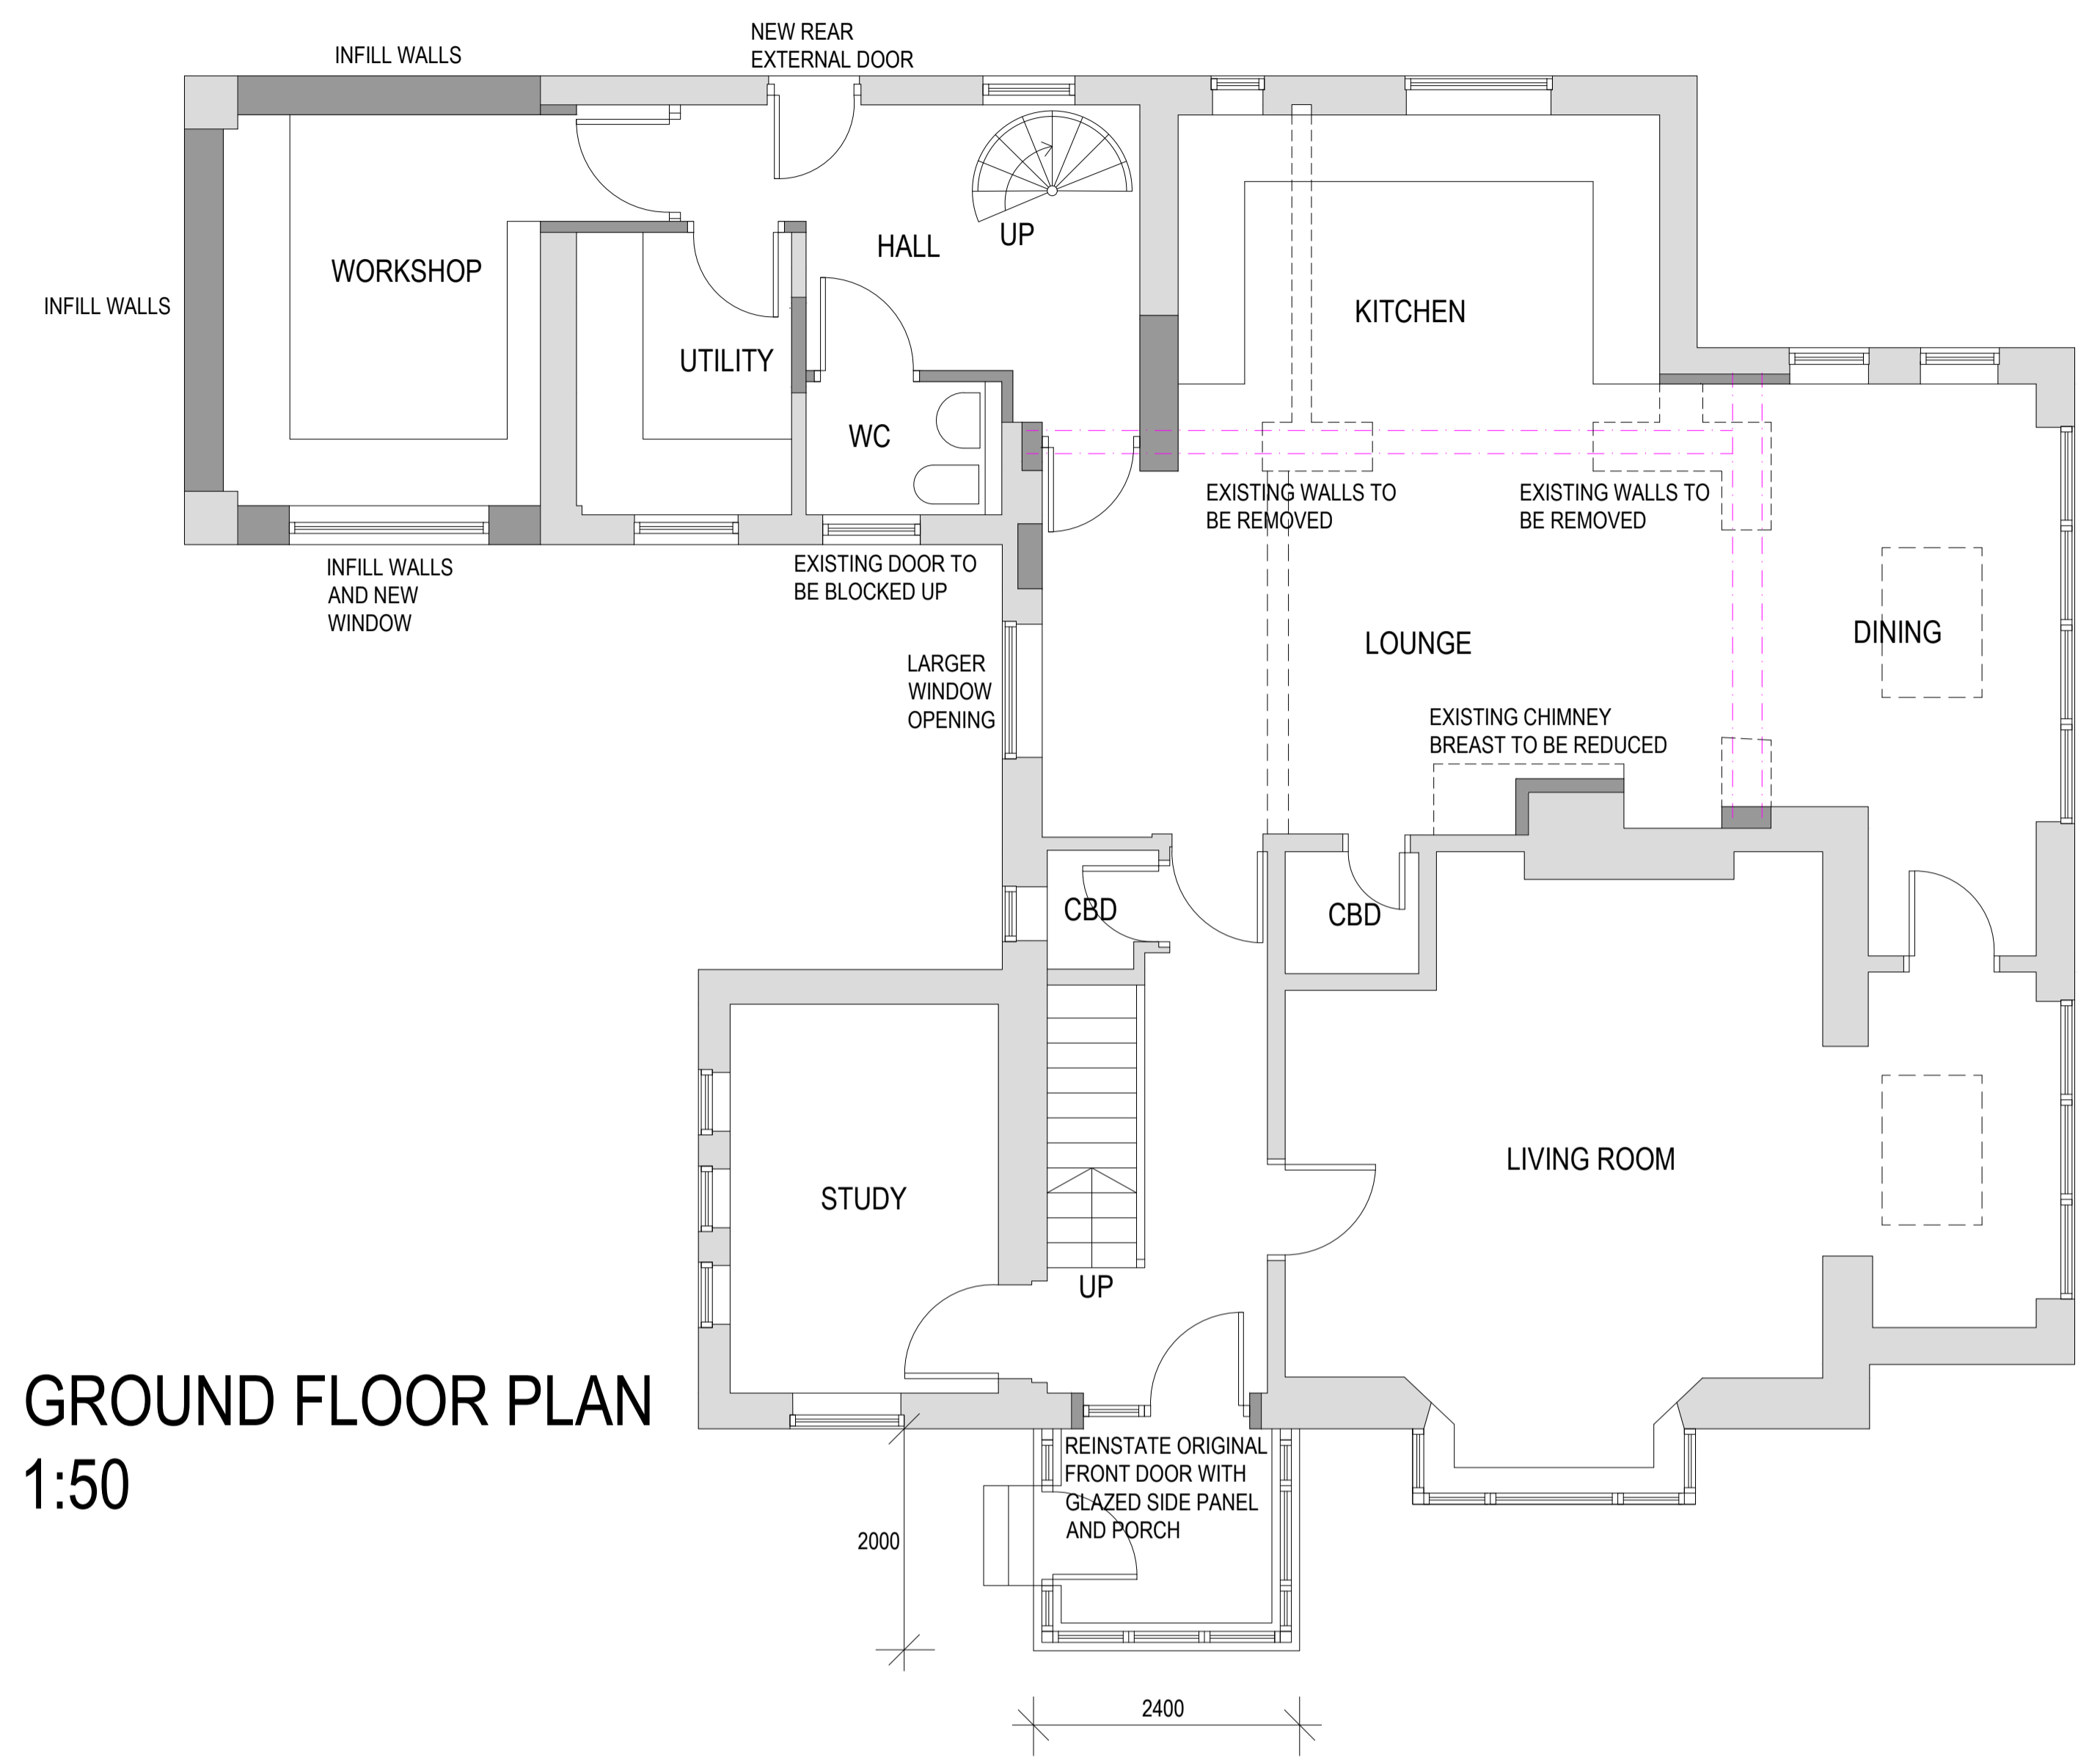 NEW REAR
EXTERNAL DOOR
INFILL WALLS
HALL
UP
WORKSHOP
INFILL WALLS
KITCHEN
UTILITY
WC
EXISTING WALLS TO
BE REMOVED
EXISTING WALLS TO
BE REMOVED
INFILL WALLS
AND NEW
WINDOW
EXISTING DOOR TO
BE BLOCKED UP
LARGER
WINDOW
OPENING
LOUNGE
DINING
EXISTING CHIMNEY
BREAST TO BE REDUCED
CBD
CBD
LIVING ROOM
STUDY
UP
GROUND FLOOR PLAN
1:50
REINSTATE ORIGINAL
FRONT DOOR WITH
GLAZED SIDE PANEL
AND PORCH
2000
2400